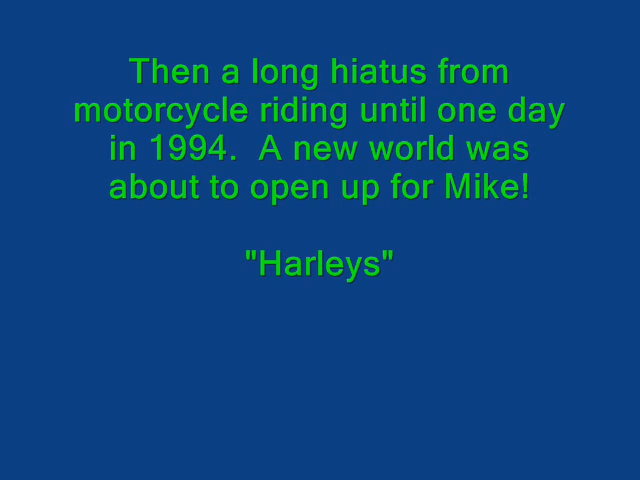 Then a long hiatus from
motorcycle riding until one day
in 1994.  A new world was
about to open up for Mike!
"Harleys"